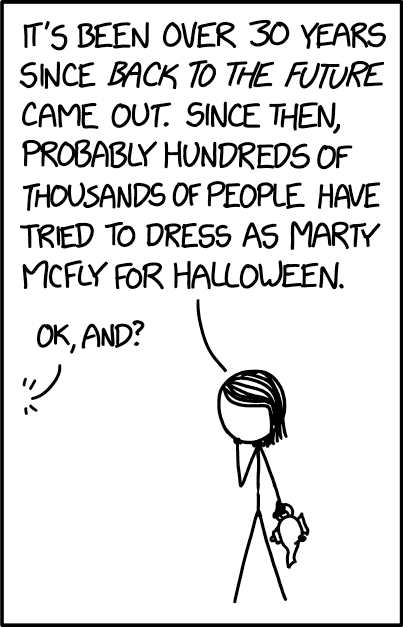 IT'S BEEN OVER 30 YEARS
SINCE BACK TO THE FUTURE
CAME OUT. SINCE THEN,
PROBABLY HUNDREDS OF
THOUSANDS OF PEOPLE HAVE
TRIED TO DRESS AS MARTY
MCFLY FOR HALLOWEEN.
OK, AND?